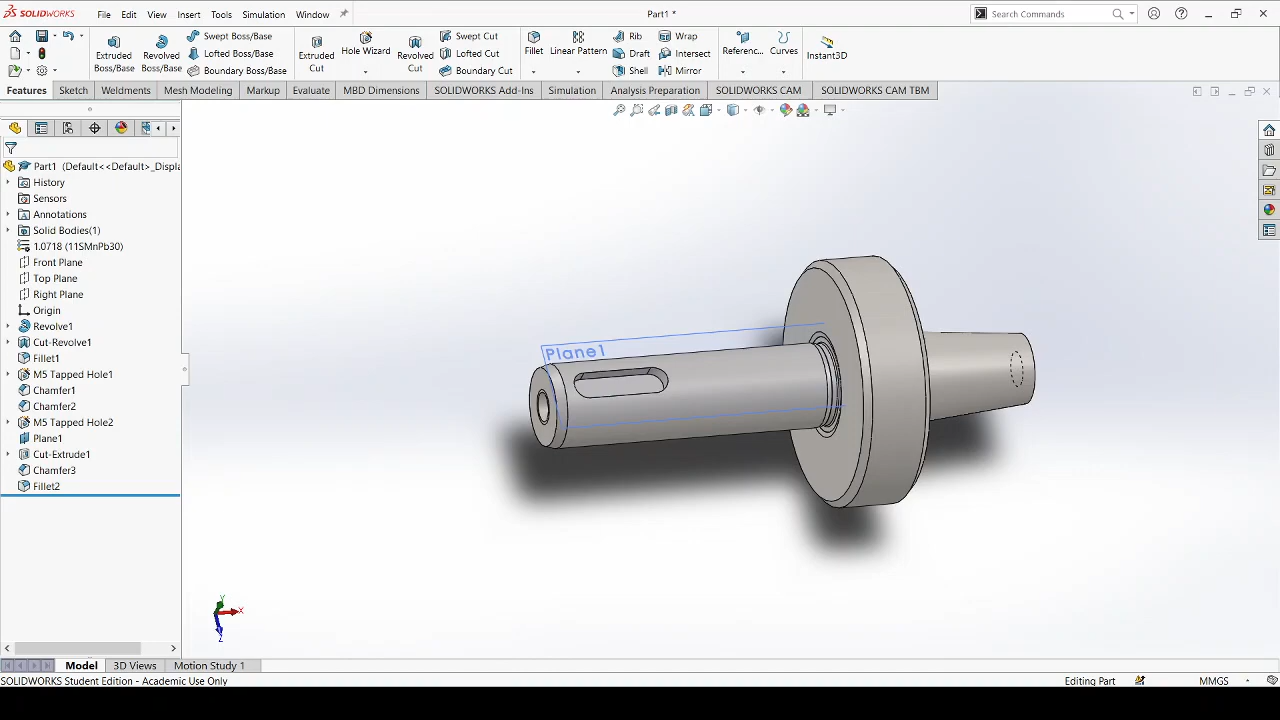 SOLIDWORKS File Edit View Insert Tools Simulation Window Part1 * Search Commands
Extruded Boss/Base Revolved Boss/Base Swept Boss/Base Lofted Boss/Base Boundary Boss/Base Extruded Cut Hole Wizard Revolved Cut Swept Cut Lofted Cut Boundary Cut Fillet Linear Pattern Rib Draft Shell Wrap Intersect Mirror Referenc... Curves Instant3D
Features Sketch Weldments Mesh Modeling Markup Evaluate MBD Dimensions SOLIDWORKS Add-Ins Simulation Analysis Preparation SOLIDWORKS CAM SOLIDWORKS CAM TBM
Part1 (Default<<Default>_Displa
History
Sensors
Annotations
Solid Bodies(1)
1.0718 (11SMnPb30)
Front Plane
Top Plane
Right Plane
Origin
Revolve1
Cut-Revolve1
Fillet1
M5 Tapped Hole1
Chamfer1
Chamfer2
M5 Tapped Hole2
Plane1
Cut-Extrude1
Chamfer3
Fillet2
Plane1
Y
X
Z
Model 3D Views Motion Study 1
SOLIDWORKS Student Edition - Academic Use Only Editing Part MMGS